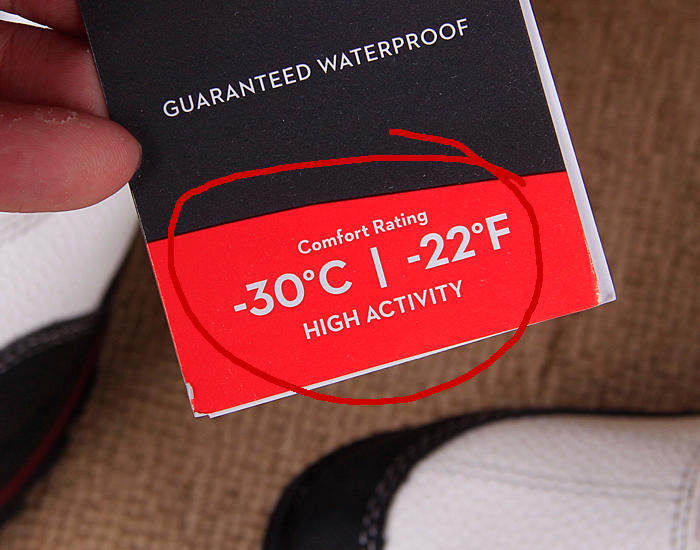 GUARANTEED WATERPROOF
Comfort Rating
-30°C | -22°F
HIGH ACTIVITY